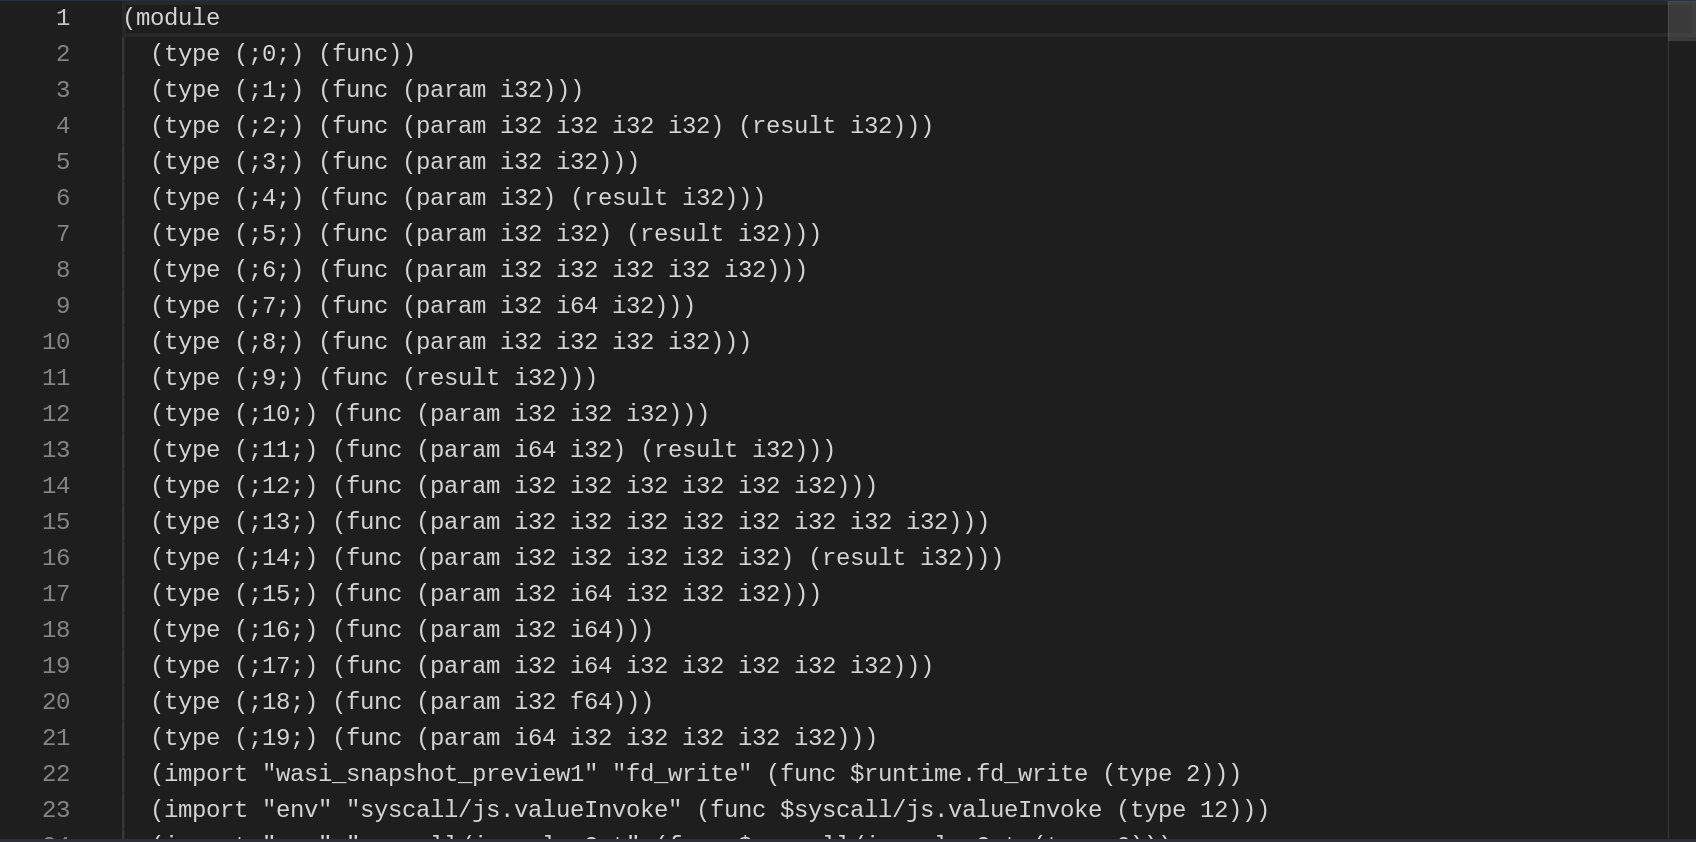 1 (module
2 (type (;0;) (func))
3 (type (;1;) (func (param i32)))
4 (type (;2;) (func (param i32 i32 i32 i32) (result i32)))
5 (type (;3;) (func (param i32 i32)))
6 (type (;4;) (func (param i32) (result i32)))
7 (type (;5;) (func (param i32 i32) (result i32)))
8 (type (;6;) (func (param i32 i32 i32 i32 i32)))
9 (type (;7;) (func (param i32 i64 i32)))
10 (type (;8;) (func (param i32 i32 i32 i32)))
11 (type (;9;) (func (result i32)))
12 (type (;10;) (func (param i32 i32 i32)))
13 (type (;11;) (func (param i64 i32) (result i32)))
14 (type (;12;) (func (param i32 i32 i32 i32 i32 i32)))
15 (type (;13;) (func (param i32 i32 i32 i32 i32 i32 i32 i32)))
16 (type (;14;) (func (param i32 i32 i32 i32 i32) (result i32)))
17 (type (;15;) (func (param i32 i64 i32 i32 i32)))
18 (type (;16;) (func (param i32 i64)))
19 (type (;17;) (func (param i32 i64 i32 i32 i32 i32 i32)))
20 (type (;18;) (func (param i32 f64)))
21 (type (;19;) (func (param i64 i32 i32 i32 i32 i32)))
22 (import "wasi_snapshot_preview1" "fd_write" (func $runtime.fd_write (type 2)))
23 (import "env" "syscall/js.valueInvoke" (func $syscall/js.valueInvoke (type 12)))